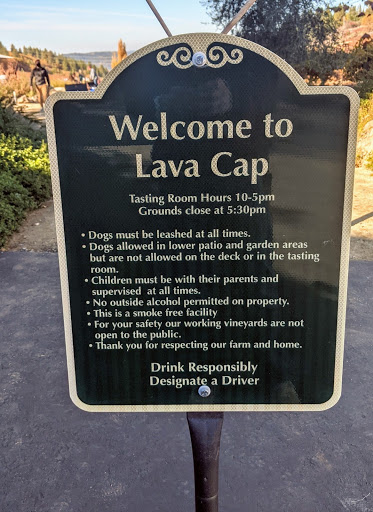 Welcome to
Lava Cap
Tasting Room Hours 10-5pm
Grounds close at 5:30pm
• Dogs must be leashed at all times.
• Dogs allowed in lower patio and garden areas
but are not allowed on the deck or in the tasting
room.
• Children must be with their parents and
supervised at all times.
• No outside alcohol permitted on property.
• This is a smoke free facility
• For your safety our working vineyards are not
open to the public.
• Thank you for respecting our farm and home.
Drink Responsibly
Designate a Driver